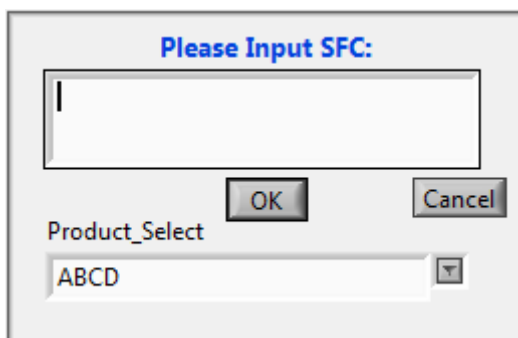 Please Input SFC:
OK
Cancel
Product_Select
ABCD